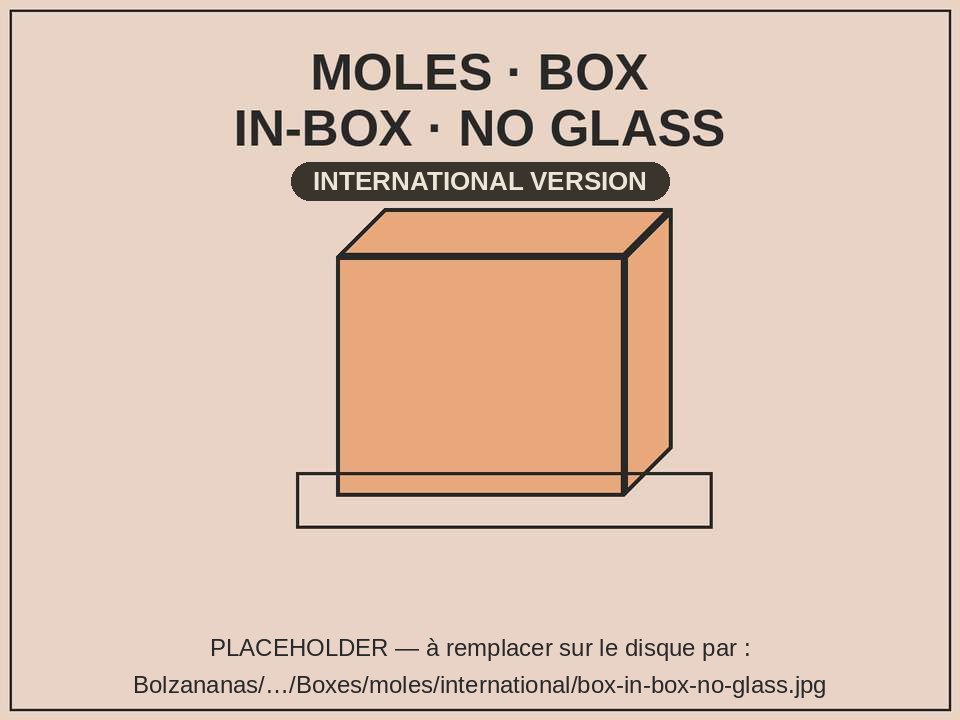 MOLES · BOX
IN-BOX · NO GLASS
INTERNATIONAL VERSION
PLACEHOLDER — à remplacer sur le disque par :
Bolzananas/…/Boxes/moles/international/box-in-box-no-glass.jpg